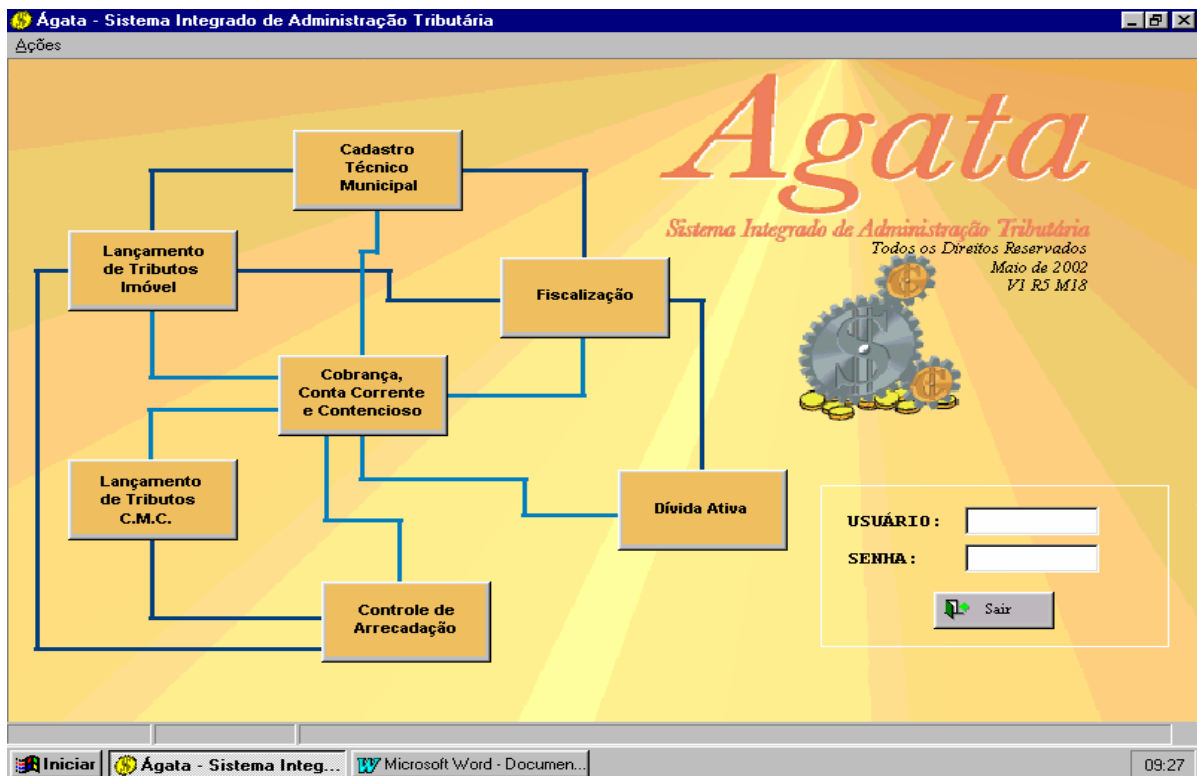 Ágata - Sistema Integrado de Administração Tributária
Ações
Agata
Sistema Integrado de Administração Tributária
Todos os Direitos Reservados
Maio de 2002
V1 R5 M18
Cadastro
Técnico
Municipal
Lançamento
de Tributos
Imóvel
Fiscalização
Cobrança,
Conta Corrente
e Contencioso
Lançamento
de Tributos
C.M.C.
Dívida Ativa
Controle de
Arrecadação
USUÁRIO:
SENHA:
Sair
Iniciar
Ágata - Sistema Integ...
Microsoft Word - Documen...
09:27